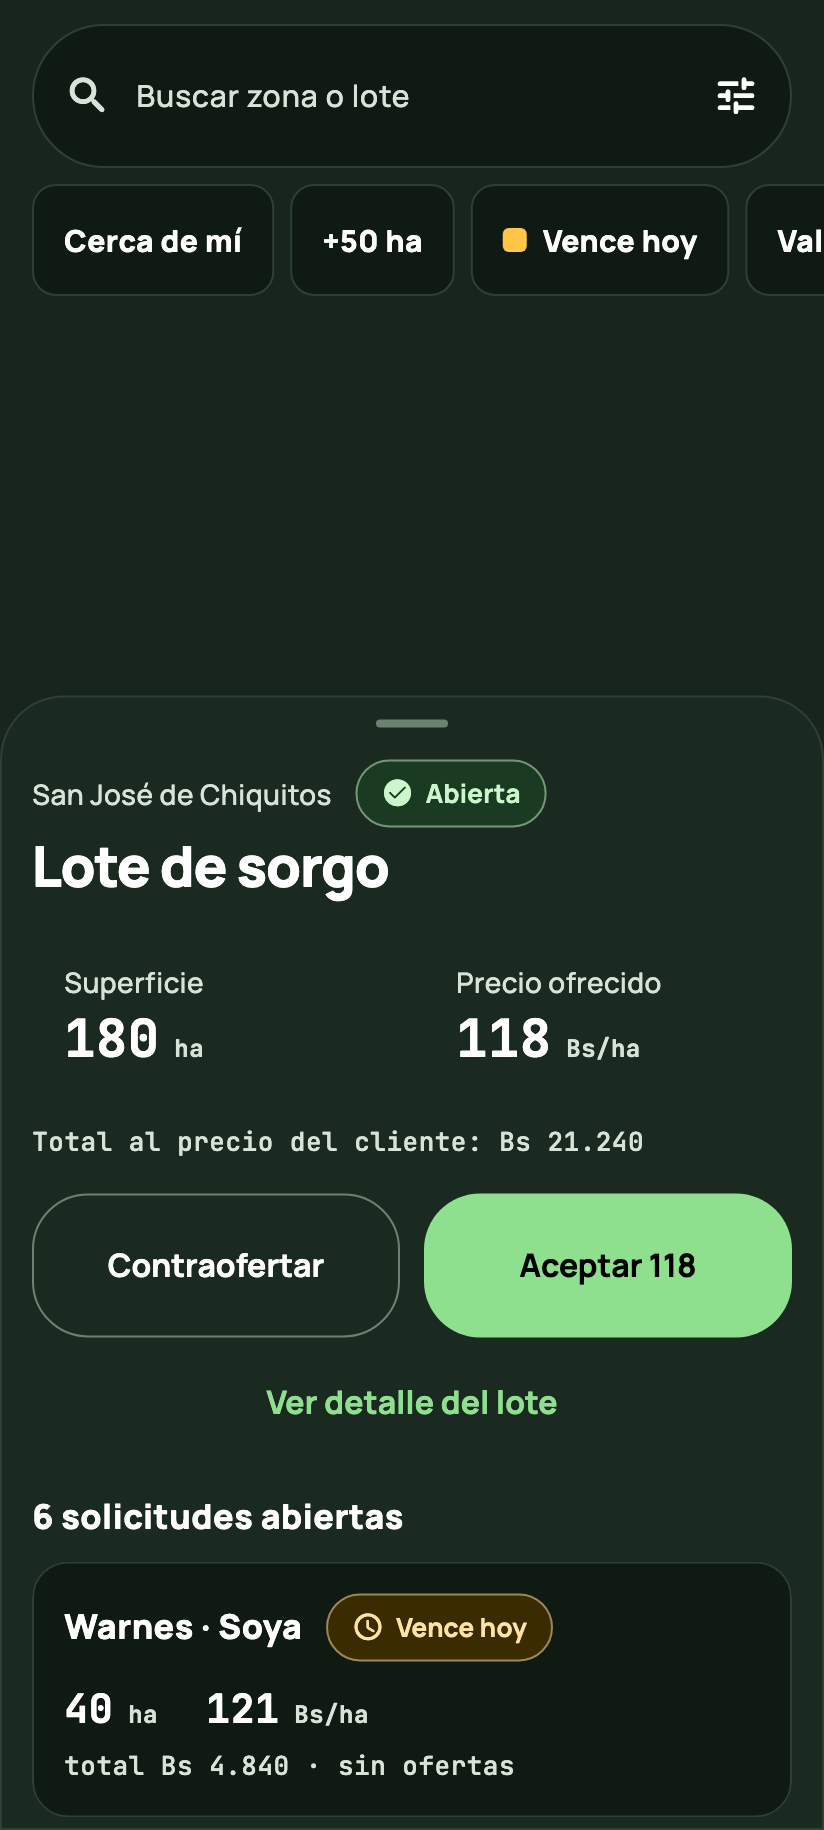 Buscar zona o lote
Cerca de mí +50 ha Vence hoy Val
San José de Chiquitos Abierta
Lote de sorgo
Superficie Precio ofrecido
180 ha 118 Bs/ha
Total al precio del cliente: Bs 21.240
Contraofertar Aceptar 118
Ver detalle del lote
6 solicitudes abiertas
Warnes · Soya Vence hoy
40 ha 121 Bs/ha
total Bs 4.840 · sin ofertas